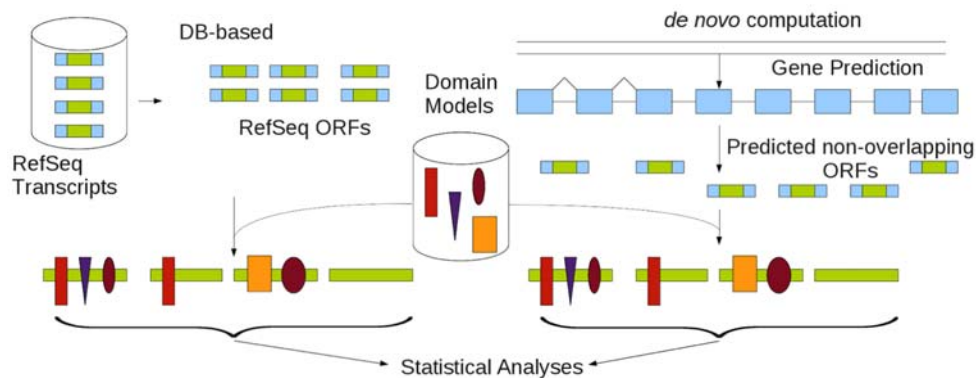 DB-based
RefSeq ORFs
RefSeq
Transcripts
de novo computation
Gene Prediction
Domain
Models
Predicted non-overlapping
ORFs
Statistical Analyses